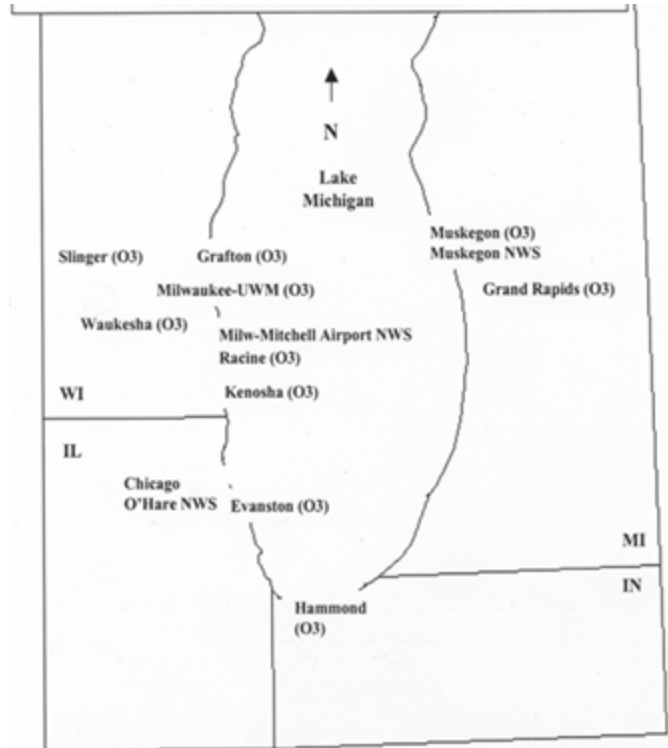 N
Lake
Michigan
Muskegon (O3)
Muskegon NWS
Slinger (O3)
Grafton (O3)
Milwaukee-UWM (O3)
Grand Rapids (O3)
Waukesha (O3)
Milw-Mitchell Airport NWS
Racine (O3)
Kenosha (O3)
WI
IL
Chicago
O'Hare NWS
Evanston (O3)
MI
IN
Hammond
(O3)